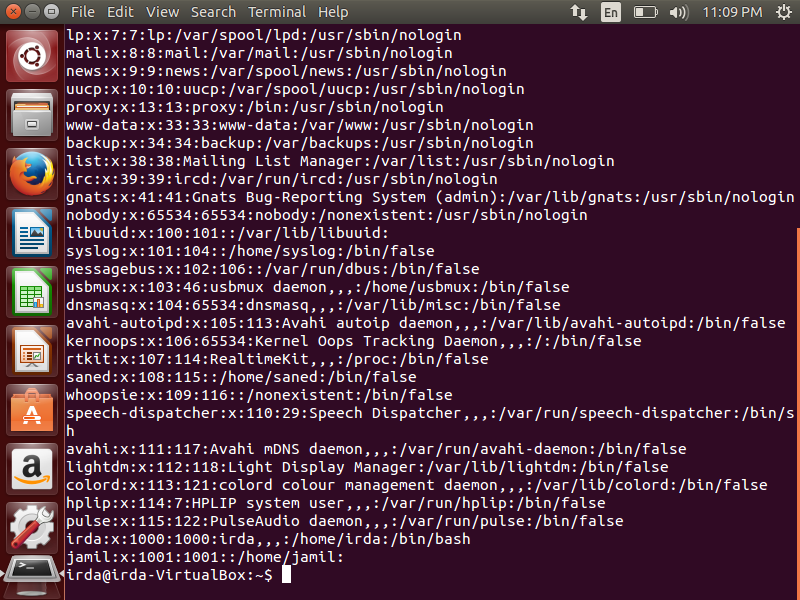 File Edit View Search Terminal Help En 11:09 PM
lp:x:7:7:lp:/var/spool/lpd:/usr/sbin/nologin
mail:x:8:8:mail:/var/mail:/usr/sbin/nologin
news:x:9:9:news:/var/spool/news:/usr/sbin/nologin
uucp:x:10:10:uucp:/var/spool/uucp:/usr/sbin/nologin
proxy:x:13:13:proxy:/bin:/usr/sbin/nologin
www-data:x:33:33:www-data:/var/www:/usr/sbin/nologin
backup:x:34:34:backup:/var/backups:/usr/sbin/nologin
list:x:38:38:Mailing List Manager:/var/list:/usr/sbin/nologin
irc:x:39:39:ircd:/var/run/ircd:/usr/sbin/nologin
gnats:x:41:41:Gnats Bug-Reporting System (admin):/var/lib/gnats:/usr/sbin/nologin
nobody:x:65534:65534:nobody:/nonexistent:/usr/sbin/nologin
libuuid:x:100:101::/var/lib/libuuid:
syslog:x:101:104::/home/syslog:/bin/false
messagebus:x:102:106::/var/run/dbus:/bin/false
usbmux:x:103:46:usbmux daemon,,,:/home/usbmux:/bin/false
dnsmasq:x:104:65534:dnsmasq,,,:/var/lib/misc:/bin/false
avahi-autoipd:x:105:113:Avahi autoip daemon,,,:/var/lib/avahi-autoipd:/bin/false
kernoops:x:106:65534:Kernel Oops Tracking Daemon,,,:/:/bin/false
rtkit:x:107:114:RealtimeKit,,,:/proc:/bin/false
saned:x:108:115::/home/saned:/bin/false
whoopsie:x:109:116::/nonexistent:/bin/false
speech-dispatcher:x:110:29:Speech Dispatcher,,,:/var/run/speech-dispatcher:/bin/s
h
avahi:x:111:117:Avahi mDNS daemon,,,:/var/run/avahi-daemon:/bin/false
lightdm:x:112:118:Light Display Manager:/var/lib/lightdm:/bin/false
colord:x:113:121:colord colour management daemon,,,:/var/lib/colord:/bin/false
hplip:x:114:7:HPLIP system user,,,:/var/run/hplip:/bin/false
pulse:x:115:122:PulseAudio daemon,,,:/var/run/pulse:/bin/false
irda:x:1000:1000:irda,,,:/home/irda:/bin/bash
jamil:x:1001:1001::/home/jamil:
irda@irda-VirtualBox:~$